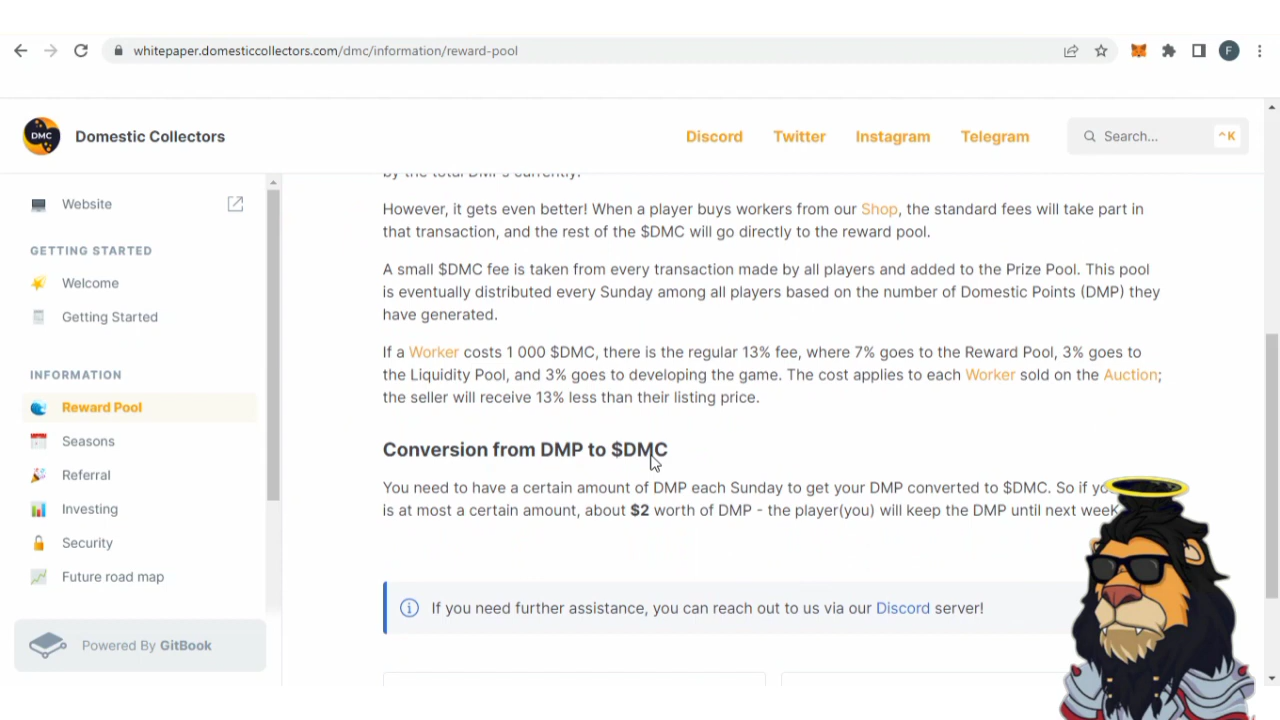 whitepaper.domesticcollectors.com/dmc/information/reward-pool
F
DMC
Domestic Collectors
Discord
Twitter
Instagram
Telegram
Search...
^K
Website
GETTING STARTED
Welcome
Getting Started
INFORMATION
Reward Pool
Seasons
Referral
Investing
Security
Future road map
Powered By GitBook
by the total DMP's currently.
However, it gets even better! When a player buys workers from our Shop, the standard fees will take part in
that transaction, and the rest of the $DMC will go directly to the reward pool.
A small $DMC fee is taken from every transaction made by all players and added to the Prize Pool. This pool
is eventually distributed every Sunday among all players based on the number of Domestic Points (DMP) they
have generated.
If a Worker costs 1 000 $DMC, there is the regular 13% fee, where 7% goes to the Reward Pool, 3% goes to
the Liquidity Pool, and 3% goes to developing the game. The cost applies to each Worker sold on the Auction;
the seller will receive 13% less than their listing price.
Conversion from DMP to $DMC
You need to have a certain amount of DMP each Sunday to get your DMP converted to $DMC. So if
is at most a certain amount, about $2 worth of DMP - the player(you) will keep the DMP until next week
If you need further assistance, you can reach out to us via our Discord server!